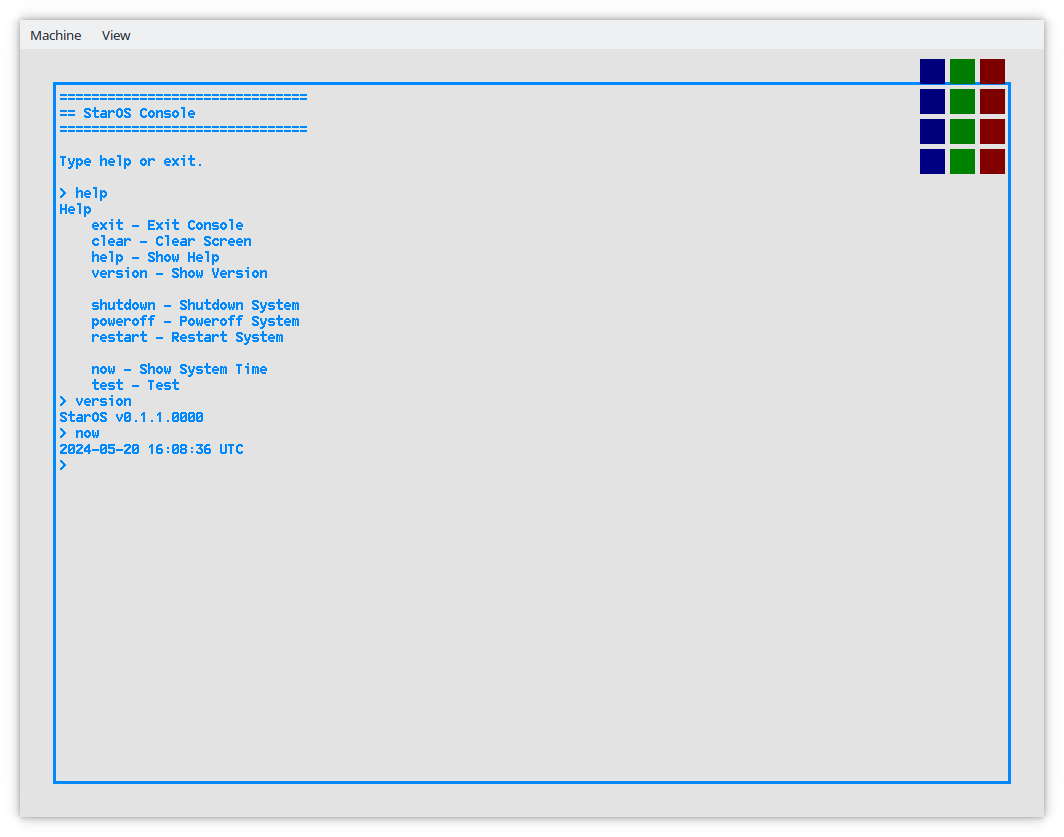 Machine View
===============================
== StarOS Console
===============================
Type help or exit.
> help
Help
exit - Exit Console
clear - Clear Screen
help - Show Help
version - Show Version
shutdown - Shutdown System
poweroff - Poweroff System
restart - Restart System
now - Show System Time
test - Test
> version
StarOS v0.1.1.0000
> now
2024-05-20 16:08:36 UTC
>